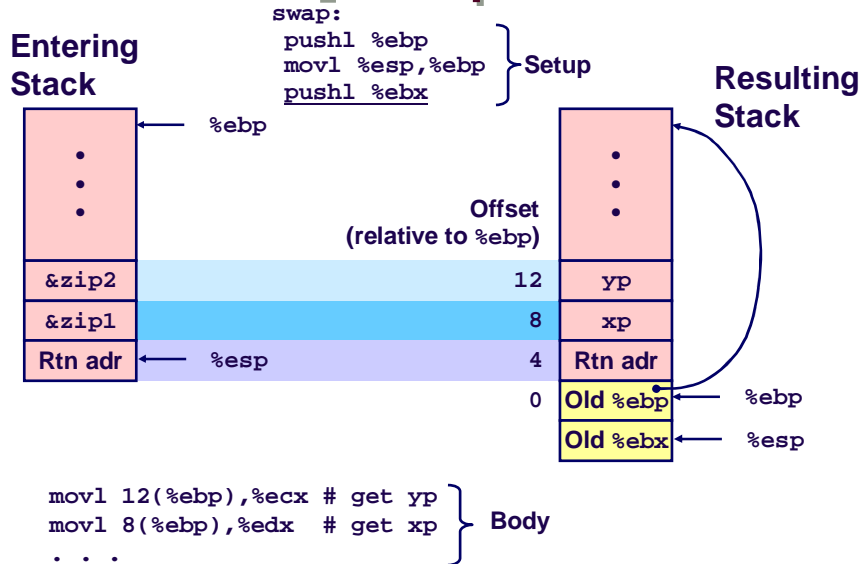 swap:
pushl %ebp
movl %esp,%ebp
pushl %ebx
Setup
Entering
Stack
Resulting
Stack
%ebp
•
•
•
•
•
•
Offset
(relative to %ebp)
&zip2
12
yp
&zip1
8
xp
Rtn adr
%esp
4
Rtn adr
0
Old %ebp
%ebp
Old %ebx
%esp
movl 12(%ebp),%ecx # get yp
movl 8(%ebp),%edx # get xp
. . .
Body